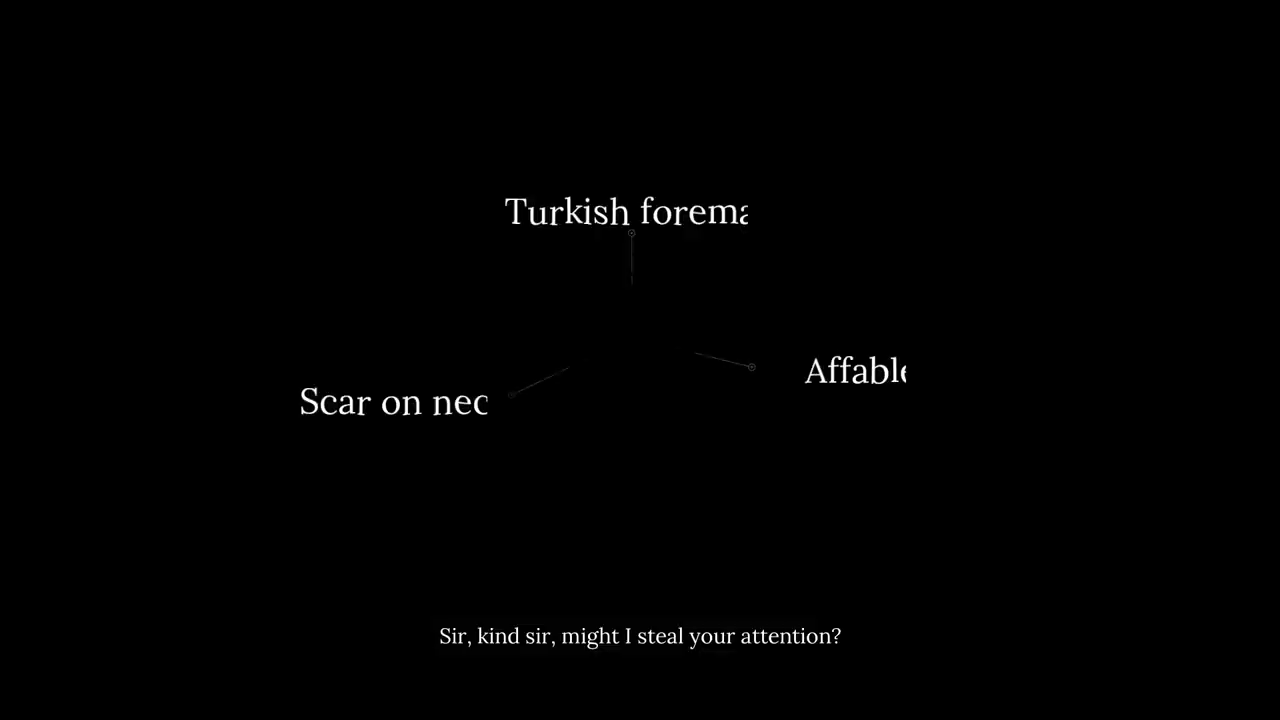 Turkish forema
Affable
Scar on nec
Sir, kind sir, might I steal your attention?